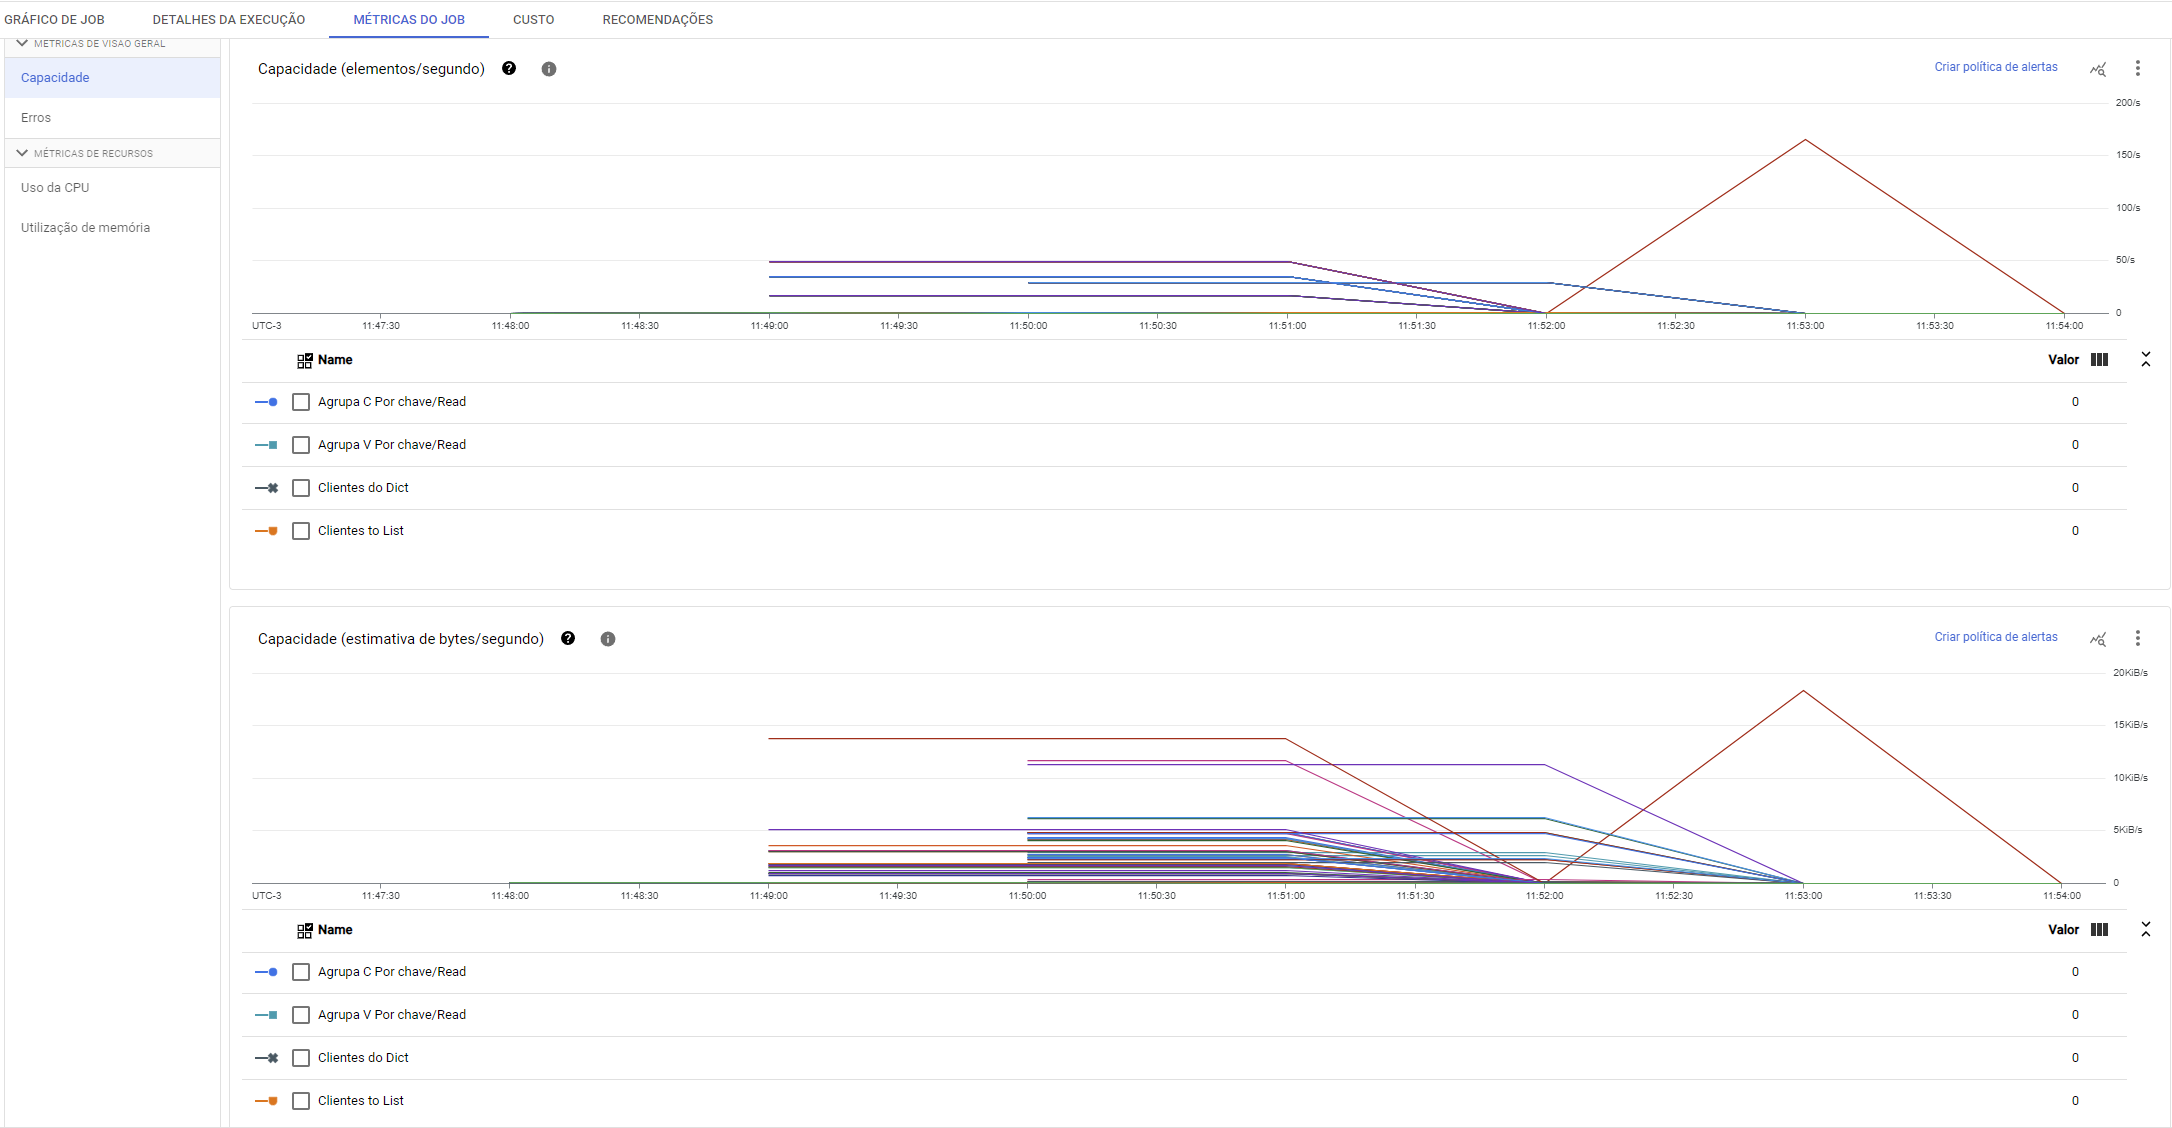 GRÁFICO DE JOB DETALHES DA EXECUÇÃO MÉTRICAS DO JOB CUSTO RECOMENDAÇÕES
MÉTRICAS DE VISÃO GERAL
Capacidade
Erros
MÉTRICAS DE RECURSOS
Uso da CPU
Utilização de memória
Capacidade (elementos/segundo) Criar política de alertas
200/s
150/s
100/s
50/s
0
UTC-3 11:47:30 11:48:00 11:48:30 11:49:00 11:49:30 11:50:00 11:50:30 11:51:00 11:51:30 11:52:00 11:52:30 11:53:00 11:53:30 11:54:00
Name Valor
Agrupa C Por chave/Read 0
Agrupa V Por chave/Read 0
Clientes do Dict 0
Clientes to List 0
Capacidade (estimativa de bytes/segundo) Criar política de alertas
20KiB/s
15KiB/s
10KiB/s
5KiB/s
0
UTC-3 11:47:30 11:48:00 11:48:30 11:49:00 11:49:30 11:50:00 11:50:30 11:51:00 11:51:30 11:52:00 11:52:30 11:53:00 11:53:30 11:54:00
Name Valor
Agrupa C Por chave/Read 0
Agrupa V Por chave/Read 0
Clientes do Dict 0
Clientes to List 0